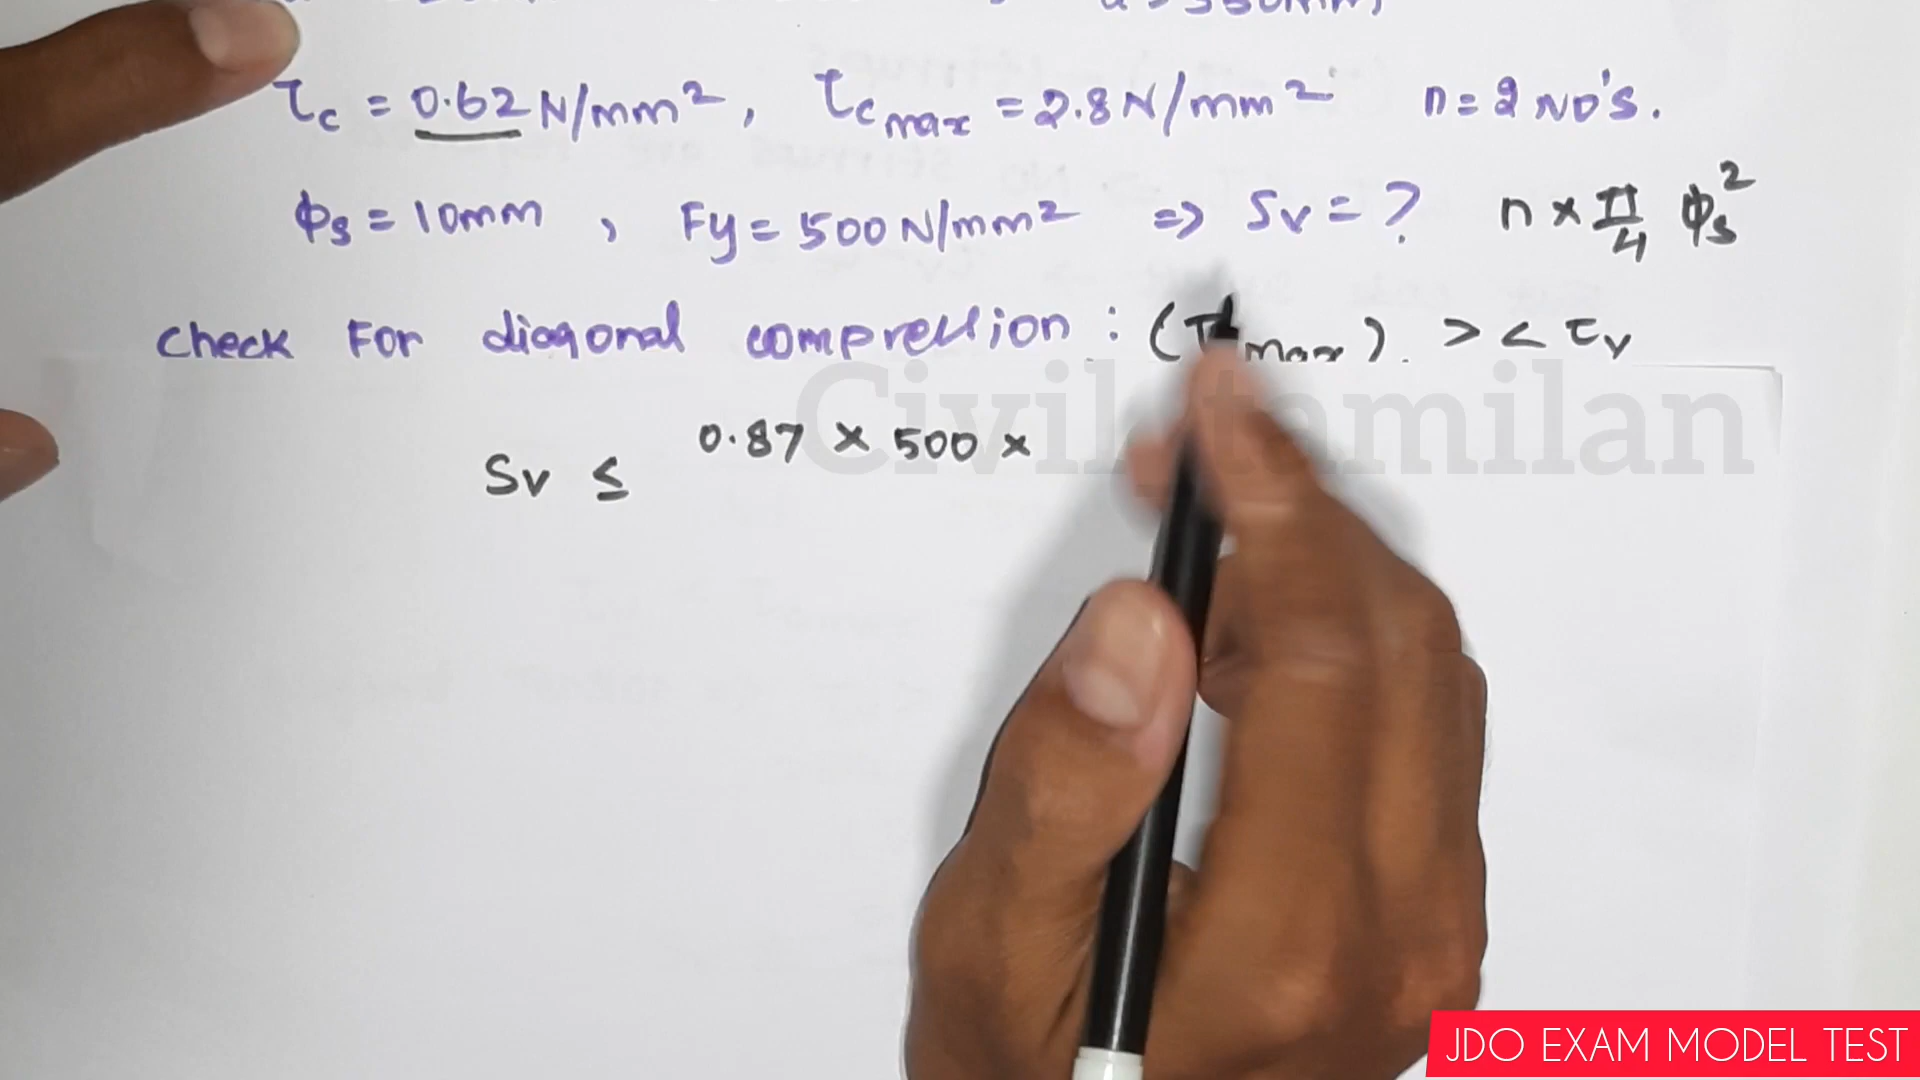 τc = 0.62 N/mm², τc max = 2.8 N/mm² n = 2 NO's.
ϕs = 10mm , Fy = 500 N/mm² => Sv = ? n × π/4 ϕs²
check For diagonal compression : ( max ) . > < τv
Civil tamilan
Sv ≤ 0.87 × 500 ×
JDO EXAM MODEL TEST